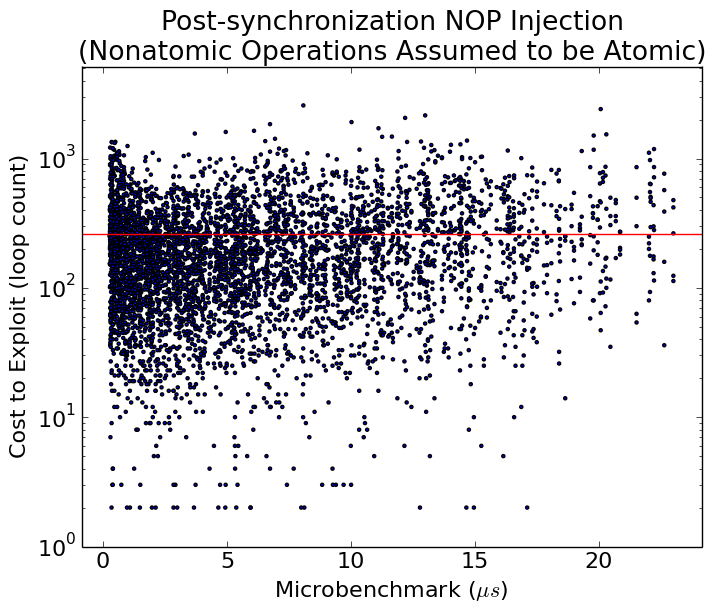 Post-synchronization NOP Injection
(Nonatomic Operations Assumed to be Atomic)
10³
10²
10¹
10⁰
Cost to Exploit (loop count)
0 5 10 15 20
Microbenchmark (μs)